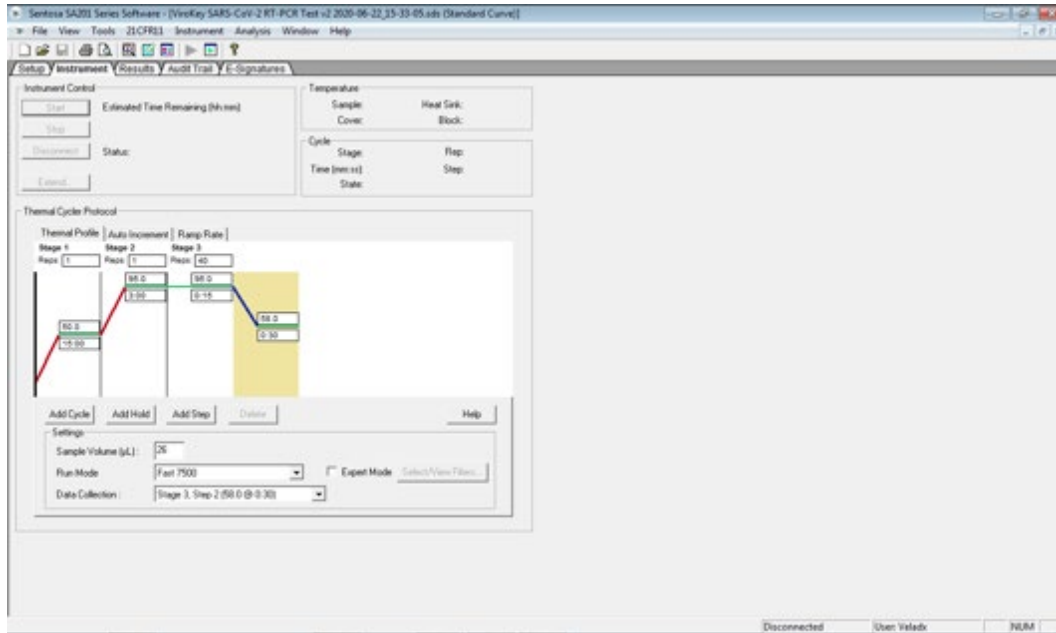 Sentosa SA201 Series Software - [ViroKey SARS-CoV-2 RT-PCR Test v2 2020-06-22_15-33-05.sds (Standard Curve)]
File View Tools 21CFR11 Instrument Analysis Window Help
Setup Instrument Results Audit Trail E-Signatures
Instrument Control
Start Estimated Time Remaining (hh:mm)
Stop
Disconnect Status:
Extend...
Temperature
Sample: Heat Sink:
Cover: Block:
Cycle
Stage: Rep:
Time (mm:ss): Step:
State:
Thermal Cycler Protocol
Thermal Profile Auto Increment Ramp Rate
Stage 1 Stage 2 Stage 3
Reps: 1 Reps: 1 Reps: 40
95.0 95.0
3:00 0:15
50.0 58.0
15:00 0:30
Add Cycle Add Hold Add Step Delete Help
Settings
Sample Volume (µL) : 26
Run Mode Fast 7500 Expert Mode Select/View Filters...
Data Collection : Stage 3, Step 2 (58.0 @ 0:30)
Disconnected User: Veladx NUM